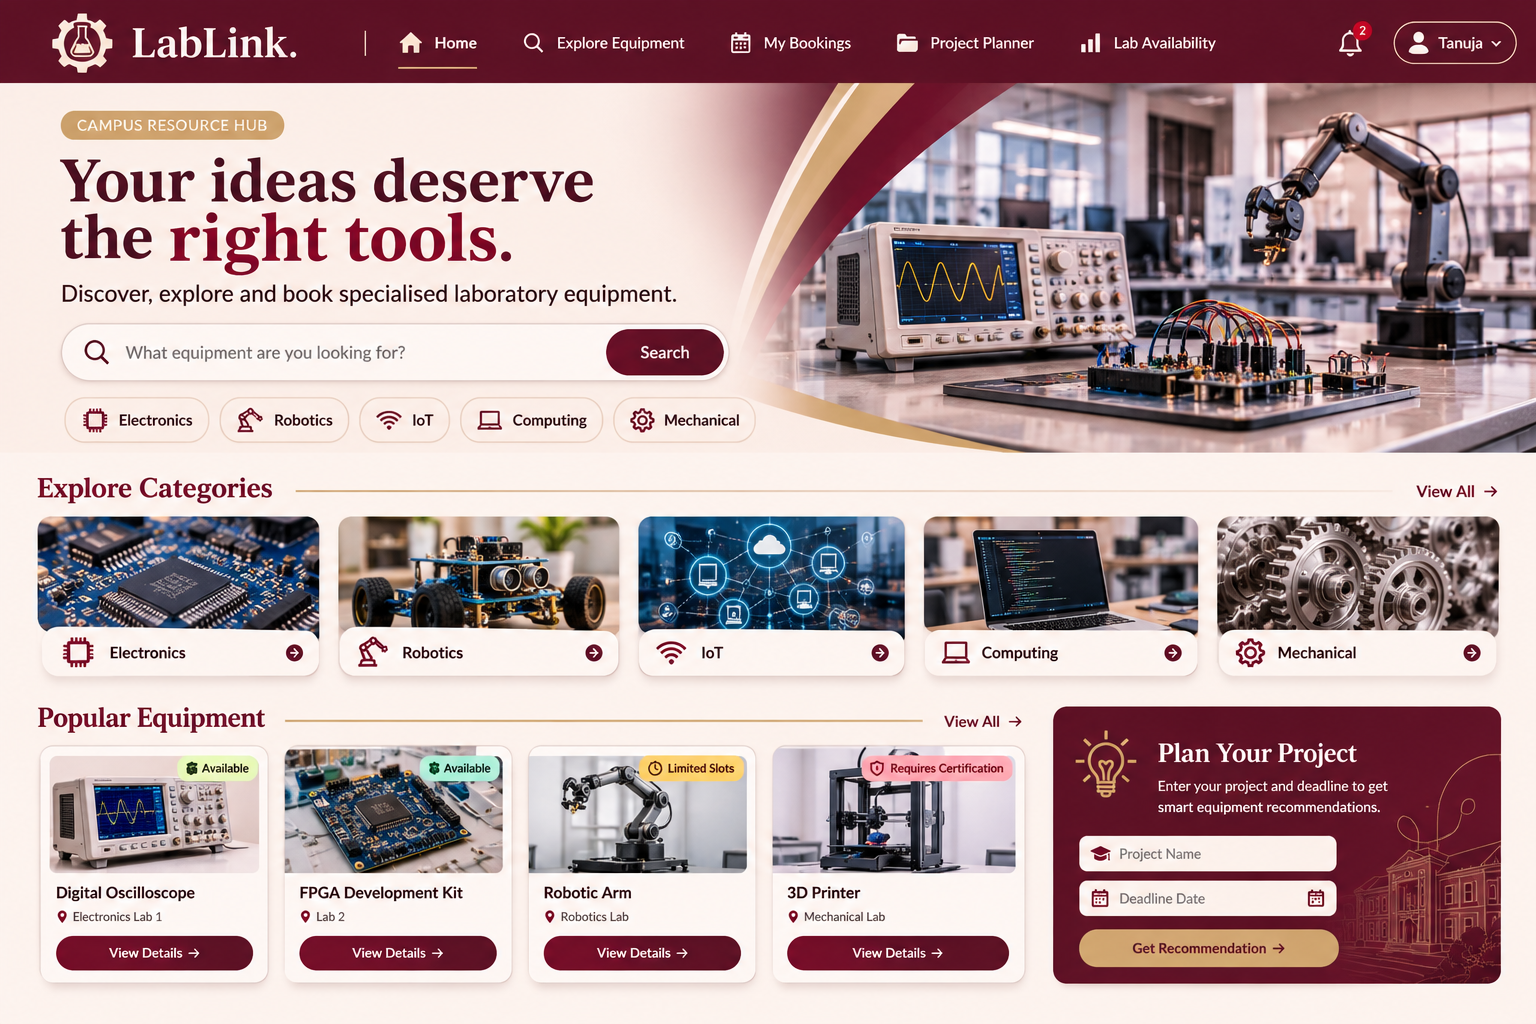 LabLink.
Home
Explore Equipment
My Bookings
Project Planner
Lab Availability
2
Tanuja
CAMPUS RESOURCE HUB
Your ideas deserve
the right tools.
Discover, explore and book specialised laboratory equipment.
What equipment are you looking for?
Search
Electronics
Robotics
IoT
Computing
Mechanical
Explore Categories
View All →
Electronics
Robotics
IoT
Computing
Mechanical
Popular Equipment
View All →
Available
Digital Oscilloscope
Electronics Lab 1
View Details →
Available
FPGA Development Kit
Lab 2
View Details →
Limited Slots
Robotic Arm
Robotics Lab
View Details →
Requires Certification
3D Printer
Mechanical Lab
View Details →
Plan Your Project
Enter your project and deadline to get
smart equipment recommendations.
Project Name
Deadline Date
Get Recommendation →